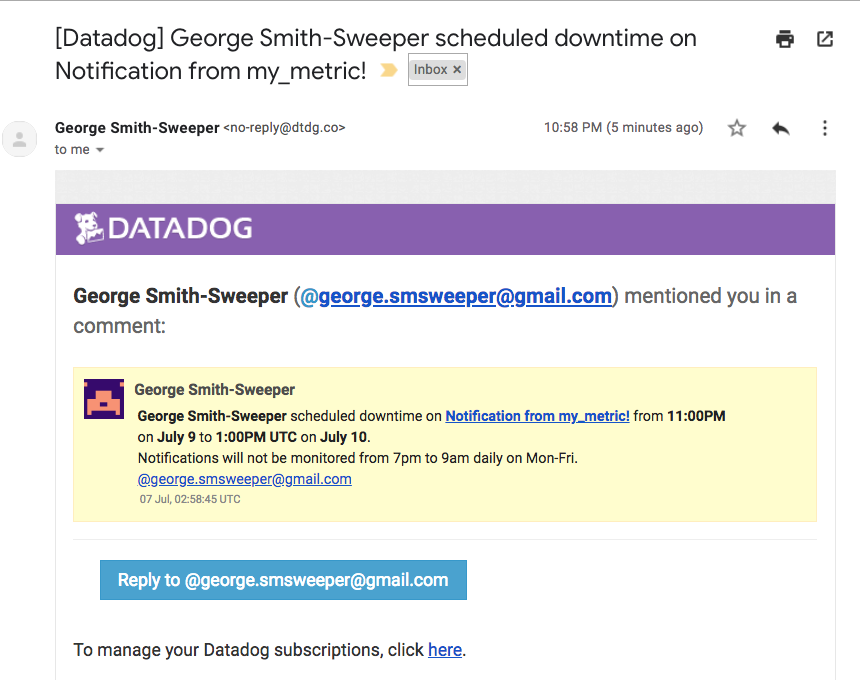 [Datadog] George Smith-Sweeper scheduled downtime on
Notification from my_metric! Inbox ×
George Smith-Sweeper <no-reply@dtdg.co> 10:58 PM (5 minutes ago)
to me
DATADOG
George Smith-Sweeper (@george.smsweeper@gmail.com) mentioned you in a
comment:
George Smith-Sweeper
George Smith-Sweeper scheduled downtime on Notification from my_metric! from 11:00PM
on July 9 to 1:00PM UTC on July 10.
Notifications will not be monitored from 7pm to 9am daily on Mon-Fri.
@george.smsweeper@gmail.com
07 Jul, 02:58:45 UTC
Reply to @george.smsweeper@gmail.com
To manage your Datadog subscriptions, click here.